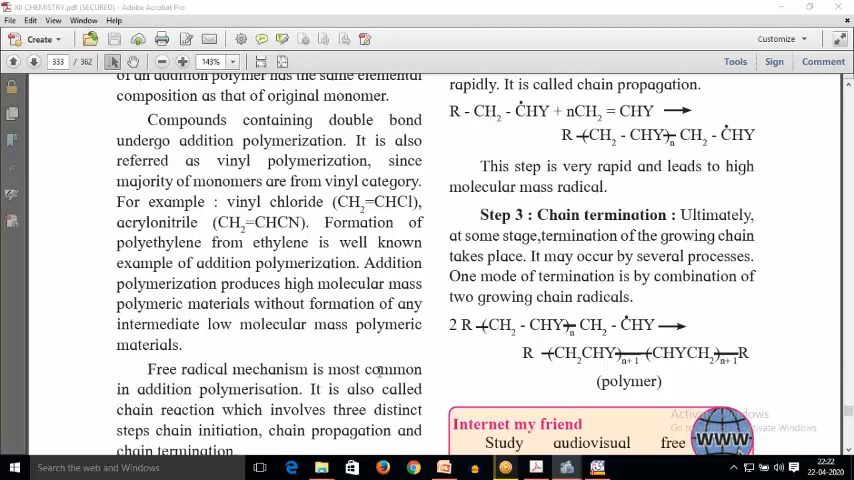 XII CHEMISTRY.pdf (SECURED) - Adobe Acrobat Pro
File Edit View Window Help
Create
Customize
333 / 362
143%
Tools Sign Comment
of an addition polymer has the same elemental
composition as that of original monomer.
Compounds containing double bond
undergo addition polymerization. It is also
referred as vinyl polymerization, since
majority of monomers are from vinyl category.
For example : vinyl chloride (CH2=CHCl),
acrylonitrile (CH2=CHCN). Formation of
polyethylene from ethylene is well known
example of addition polymerization. Addition
polymerization produces high molecular mass
polymeric materials without formation of any
intermediate low molecular mass polymeric
materials.
Free radical mechanism is most common
in addition polymerisation. It is also called
chain reaction which involves three distinct
steps chain initiation, chain propagation and
chain termination.
rapidly. It is called chain propagation.
R - CH2 - ĊHY + nCH2 = CHY ⟶
R -(CH2 - CHY)-n CH2 - ĊHY
This step is very rapid and leads to high
molecular mass radical.
Step 3 : Chain termination : Ultimately,
at some stage,termination of the growing chain
takes place. It may occur by several processes.
One mode of termination is by combination of
two growing chain radicals.
2 R -(CH2 - CHY)-n CH2 - ĊHY ⟶
R -(CH2CHY)-n+1 -(CHYCH2)-n+1 R
(polymer)
Internet my friend
Study audiovisual free
WWW
Activate Windows
Search the web and Windows
22:22
22-04-2020